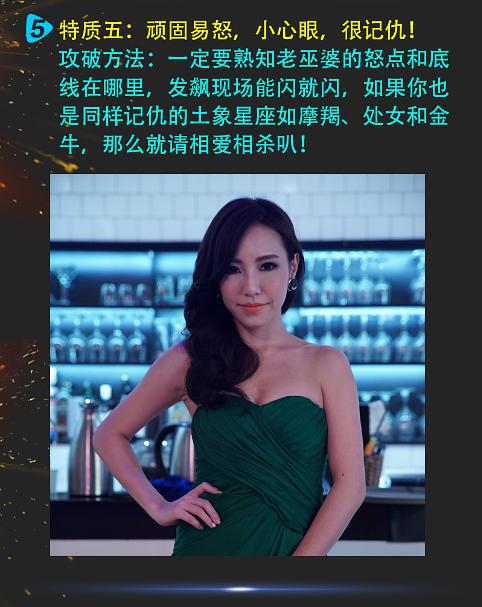 5 特质五：顽固易怒，小心眼，很记仇！
攻破方法：一定要熟知老巫婆的怒点和底
线在哪里，发飙现场能闪就闪，如果你也
是同样记仇的土象星座如摩羯、处女和金
牛，那么就请相爱相杀叭！